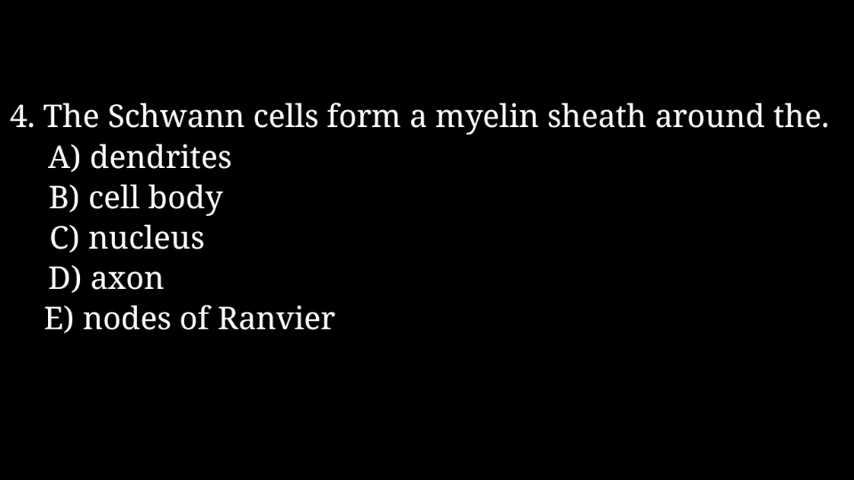 4. The Schwann cells form a myelin sheath around the.
A) dendrites
B) cell body
C) nucleus
D) axon
E) nodes of Ranvier